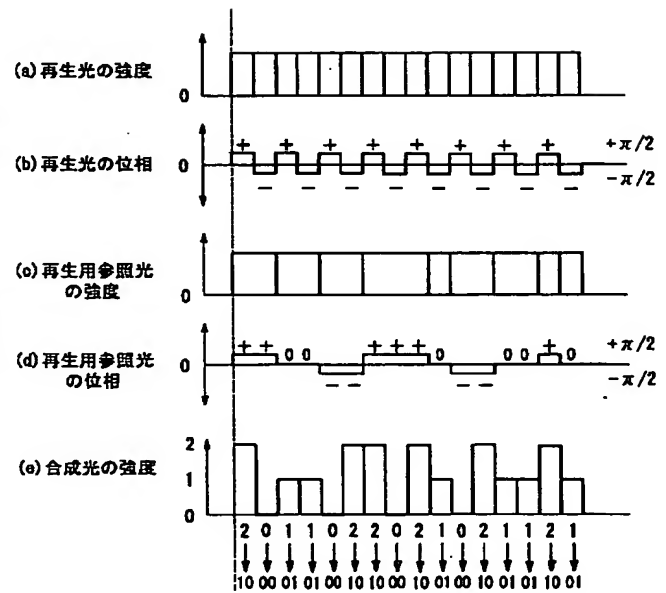 (a)再生光の強度
0
+ + + + + + + +
+π/2
(b)再生光の位相
0
− − − − − − − −
−π/2
(c)再生用参照光
の強度
0
+ + 0 0 + + + 0 0 0 + 0
+π/2
(d)再生用参照光
の位相
0
− − − −
−π/2
(e)合成光の強度
2
1
0
2 0 1 1 0 2 2 0 2 1 0 2 1 1 2 1
10 00 01 01 00 10 10 00 10 01 00 10 01 01 10 01